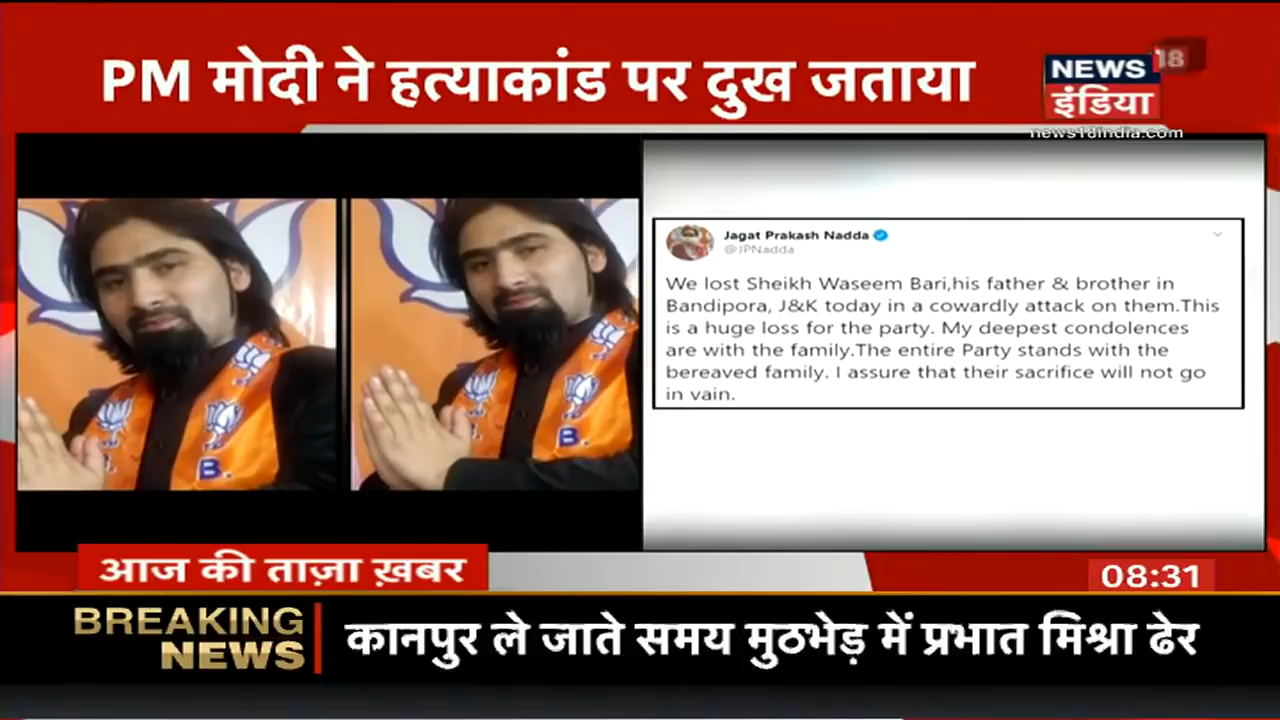 PM मोदी ने हत्याकांड पर दुख जताया
NEWS 18
इंडिया
news18india.com
Jagat Prakash Nadda
@JPNadda
We lost Sheikh Waseem Bari,his father & brother in
Bandipora, J&K today in a cowardly attack on them.This
is a huge loss for the party. My deepest condolences
are with the family.The entire Party stands with the
bereaved family. I assure that their sacrifice will not go
in vain.
B.
B.
आज की ताज़ा ख़बर
08:31
BREAKING
NEWS
कानपुर ले जाते समय मुठभेड़ में प्रभात मिश्रा ढेर